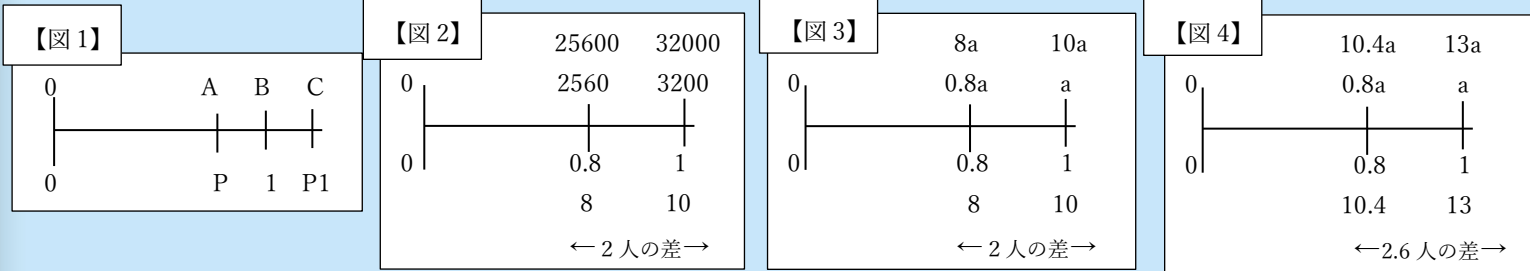 【図1】
0 A B C
0 P 1 P1
【図2】
25600 32000
0 2560 3200
0 0.8 1
8 10
←2人の差→
【図3】
8a 10a
0 0.8a a
0 0.8 1
8 10
←2人の差→
【図4】
10.4a 13a
0 0.8a a
0 0.8 1
10.4 13
←2.6人の差→